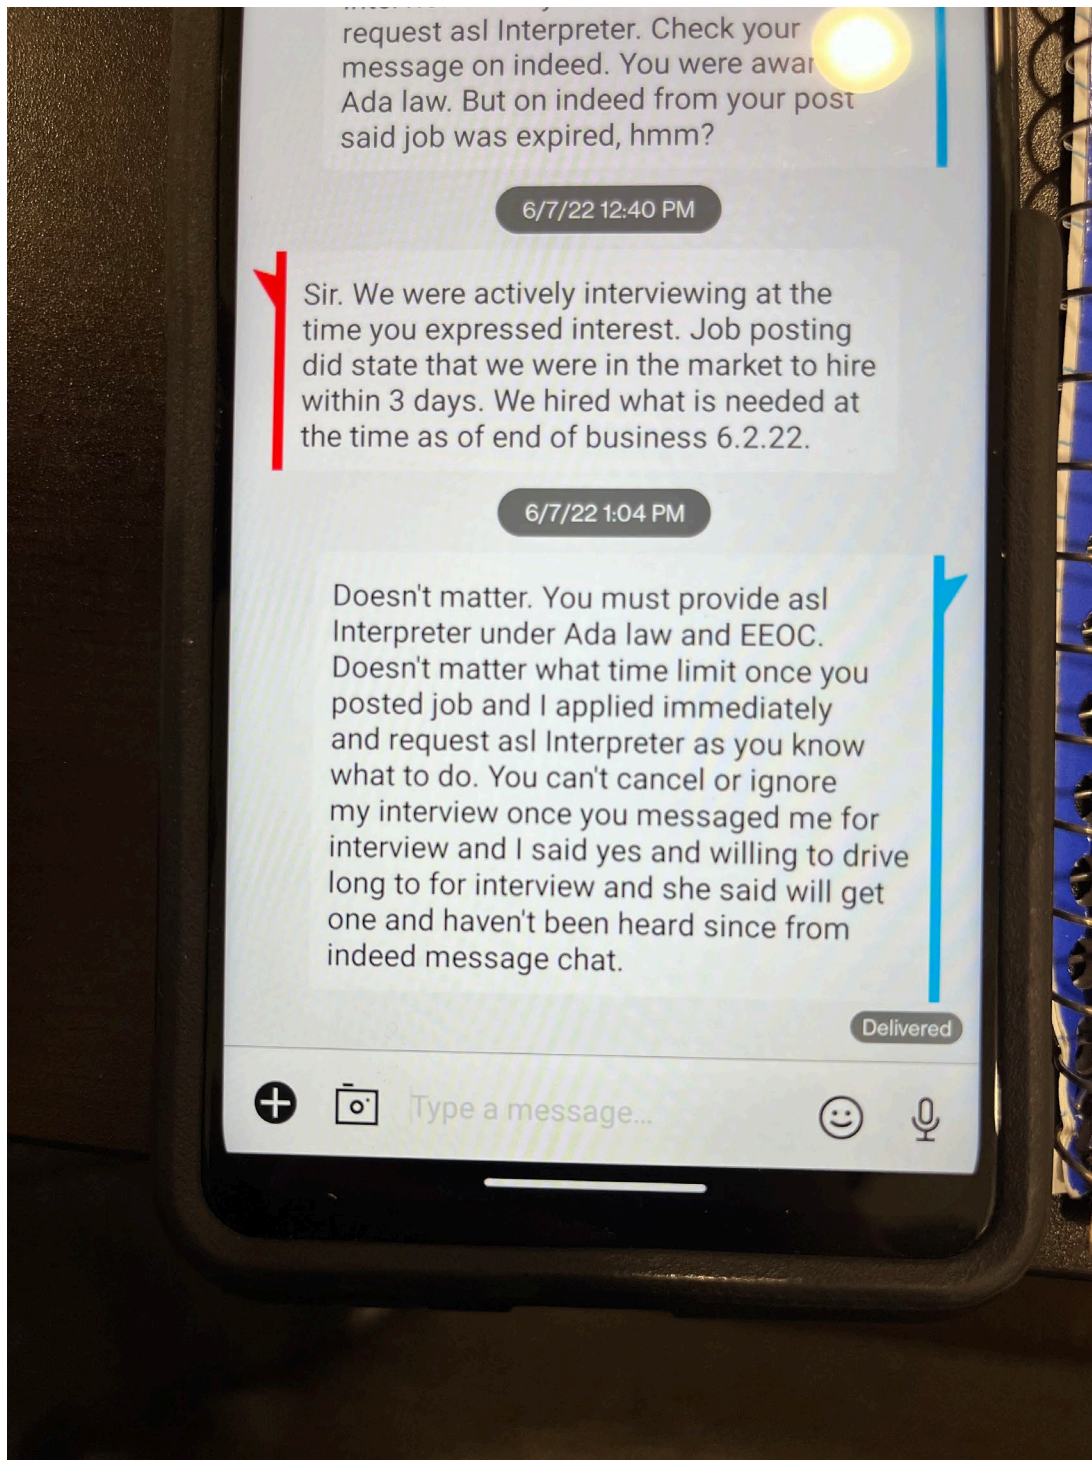 request asl Interpreter. Check your
message on indeed. You were awar
Ada law. But on indeed from your post
said job was expired, hmm?
6/7/22 12:40 PM
Sir. We were actively interviewing at the
time you expressed interest. Job posting
did state that we were in the market to hire
within 3 days. We hired what is needed at
the time as of end of business 6.2.22.
6/7/22 1:04 PM
Doesn't matter. You must provide asl
Interpreter under Ada law and EEOC.
Doesn't matter what time limit once you
posted job and I applied immediately
and request asl Interpreter as you know
what to do. You can't cancel or ignore
my interview once you messaged me for
interview and I said yes and willing to drive
long to for interview and she said will get
one and haven't been heard since from
indeed message chat.
Delivered
Type a message...